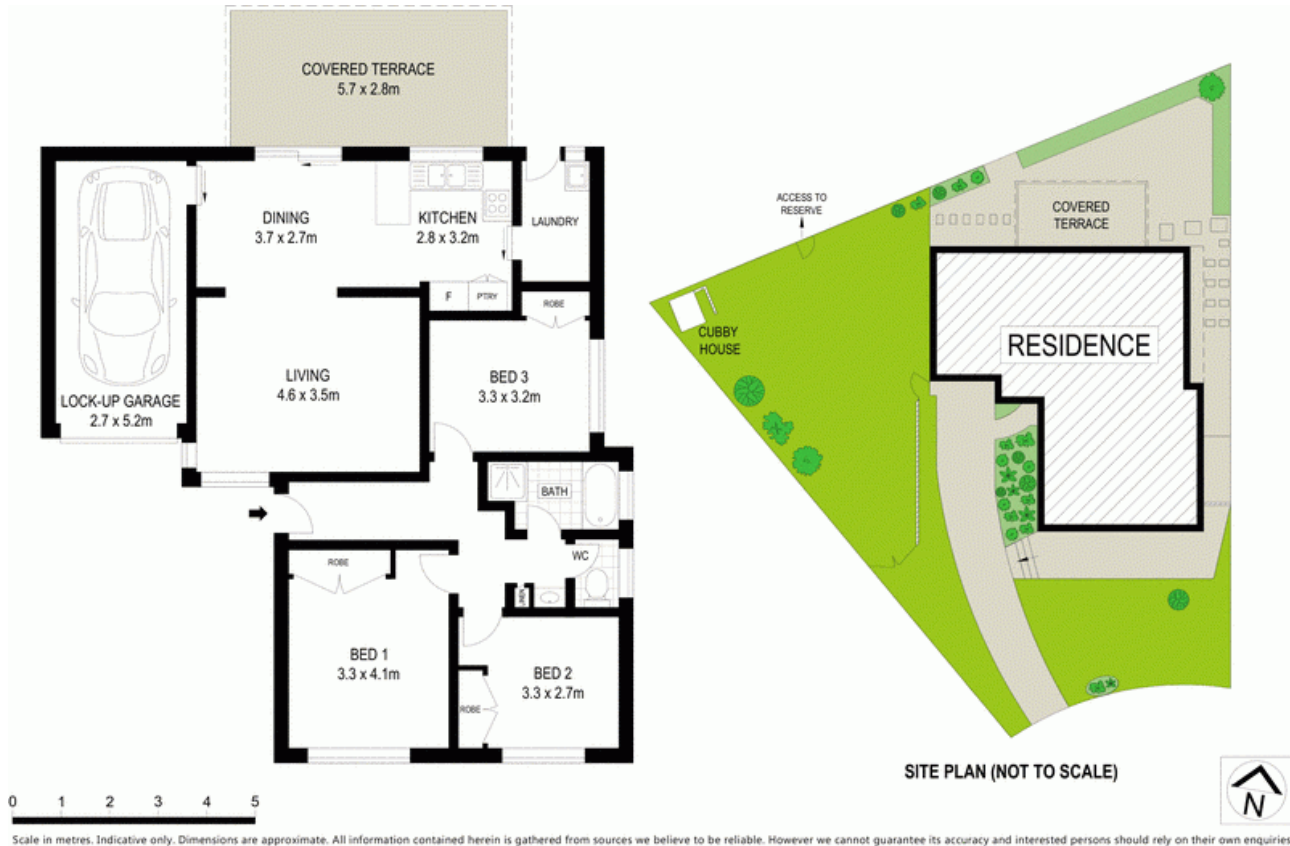 COVERED TERRACE
5.7 x 2.8m
DINING
3.7 x 2.7m
KITCHEN
2.8 x 3.2m
LAUNDRY
F
PTRY
ROBE
LOCK-UP GARAGE
2.7 x 5.2m
LIVING
4.6 x 3.5m
BED 3
3.3 x 3.2m
BATH
WC
LINEN
ROBE
BED 1
3.3 x 4.1m
BED 2
3.3 x 2.7m
ROBE
0 1 2 3 4 5
ACCESS TO
RESERVE
COVERED
TERRACE
CUBBY
HOUSE
RESIDENCE
SITE PLAN (NOT TO SCALE)
N
Scale in metres. Indicative only. Dimensions are approximate. All information contained herein is gathered from sources we believe to be reliable. However we cannot guarantee its accuracy and interested persons should rely on their own enquiries